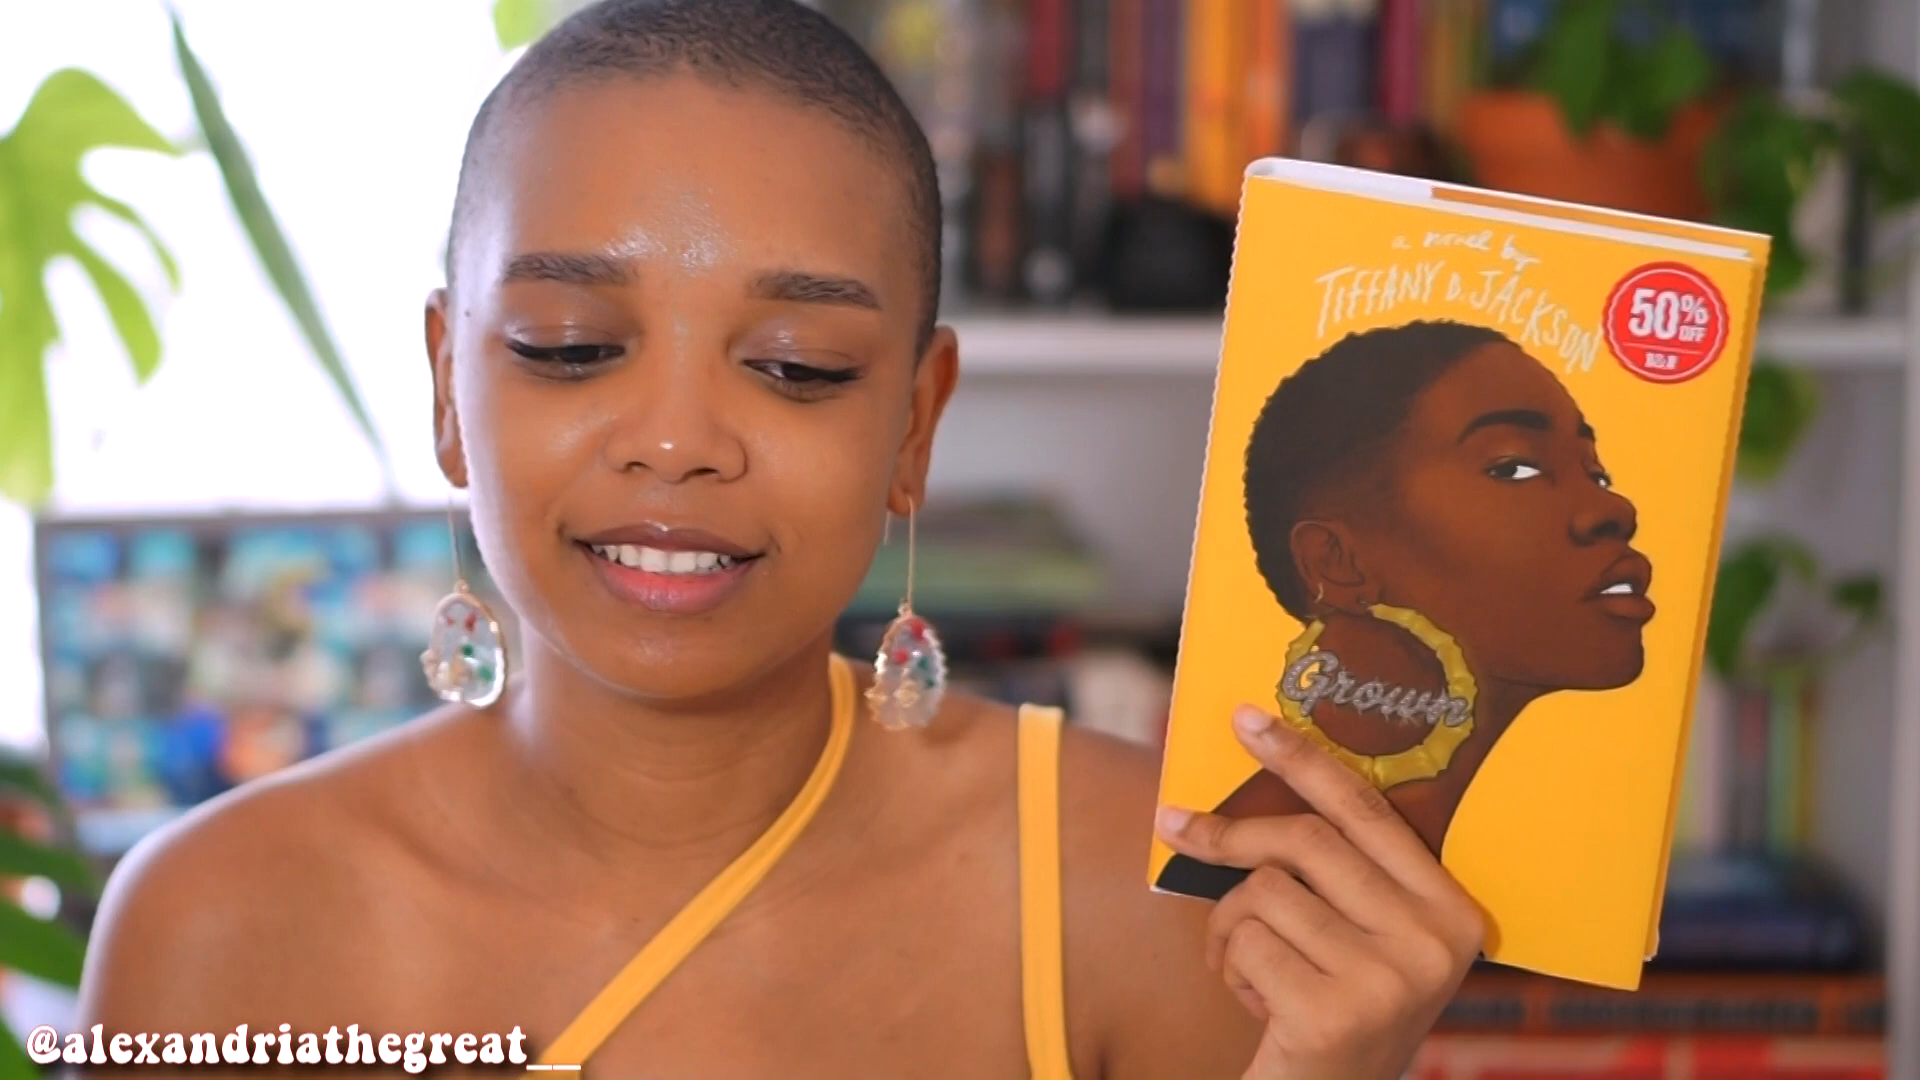 a novel by
TIFFANY D. JACKSON
50%
OFF
B&N
Grown
@alexandriathegreat__